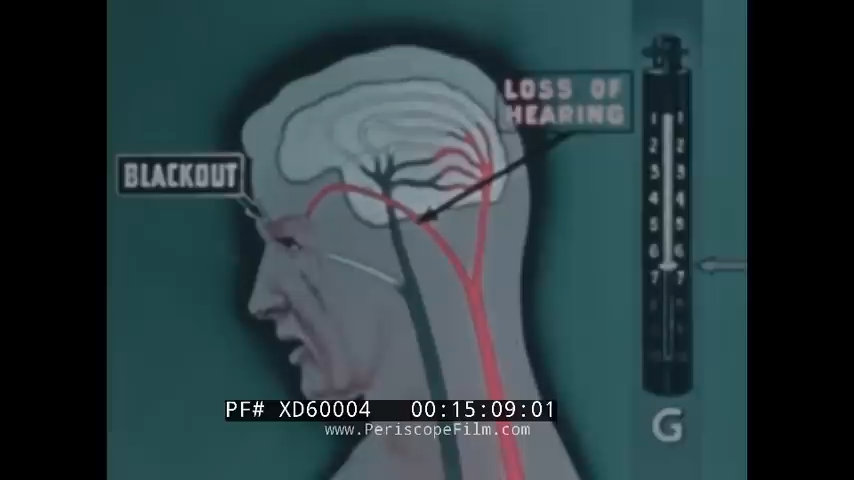 LOSS OF
HEARING
BLACKOUT
1 1
2 2
3 3
4 4
5 5
6 6
7 7
G
PF# XD60004 00:15:09:01
www.PeriscopeFilm.com